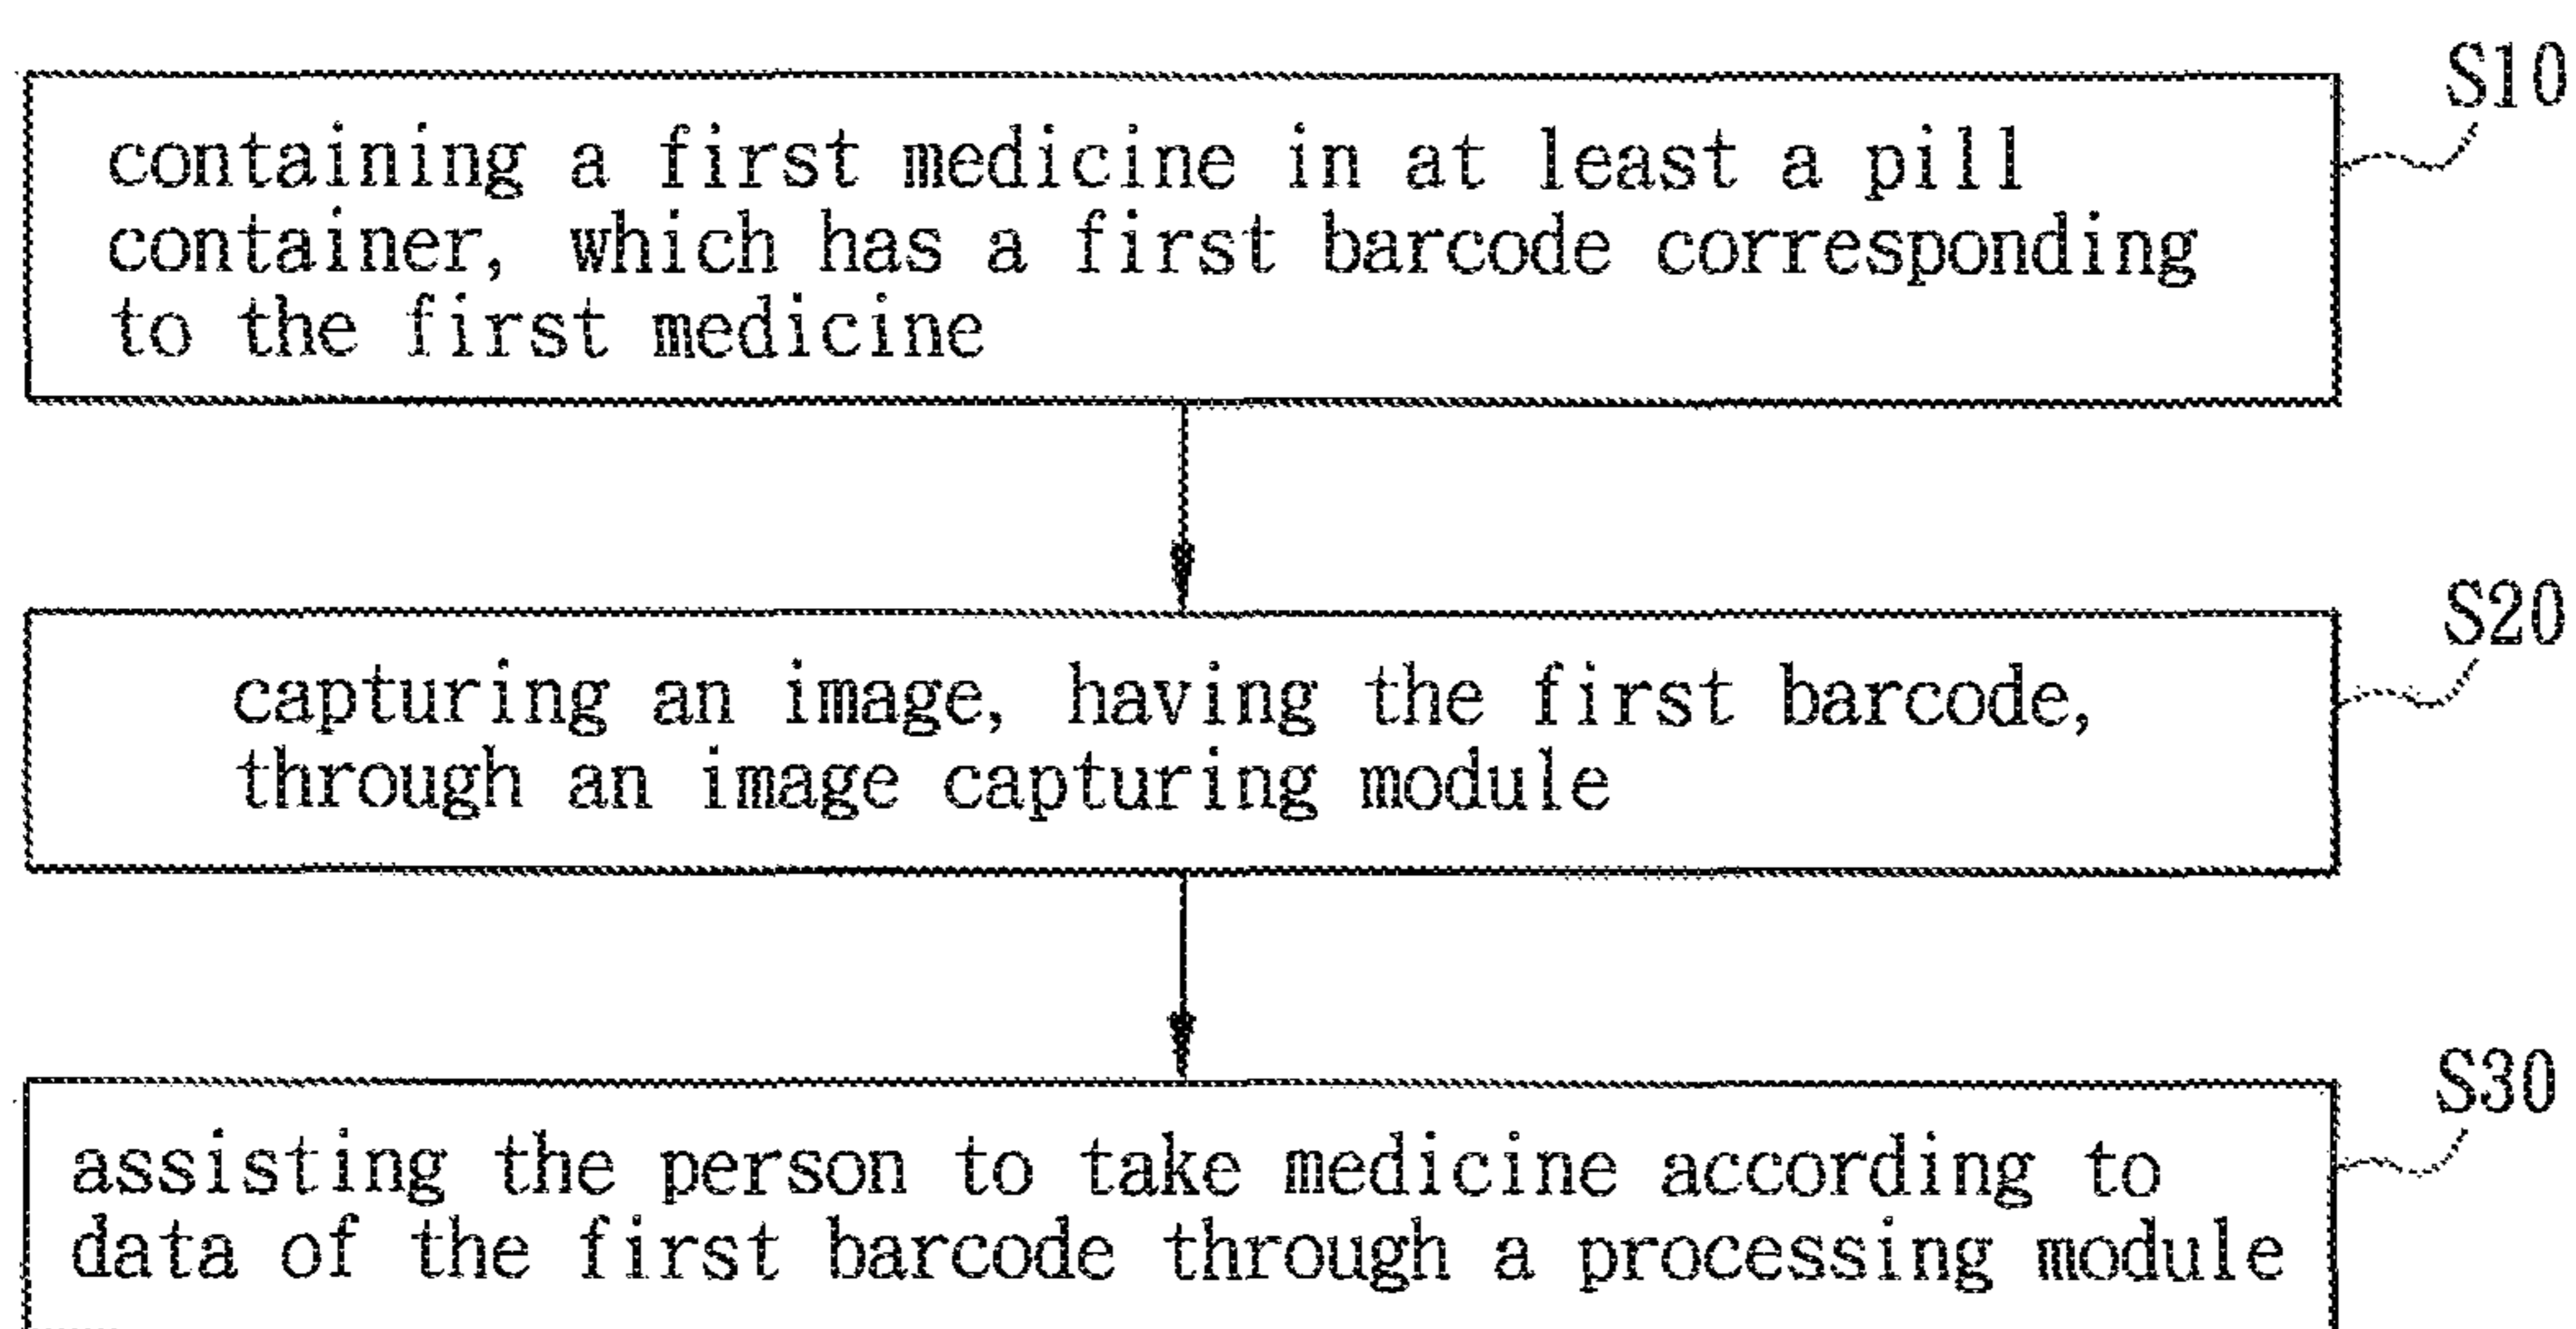 S10
containing a first medicine in at least a pill
container, which has a first barcode corresponding
to the first medicine
S20
capturing an image, having the first barcode,
through an image capturing module
S30
assisting the person to take medicine according to
data of the first barcode through a processing module